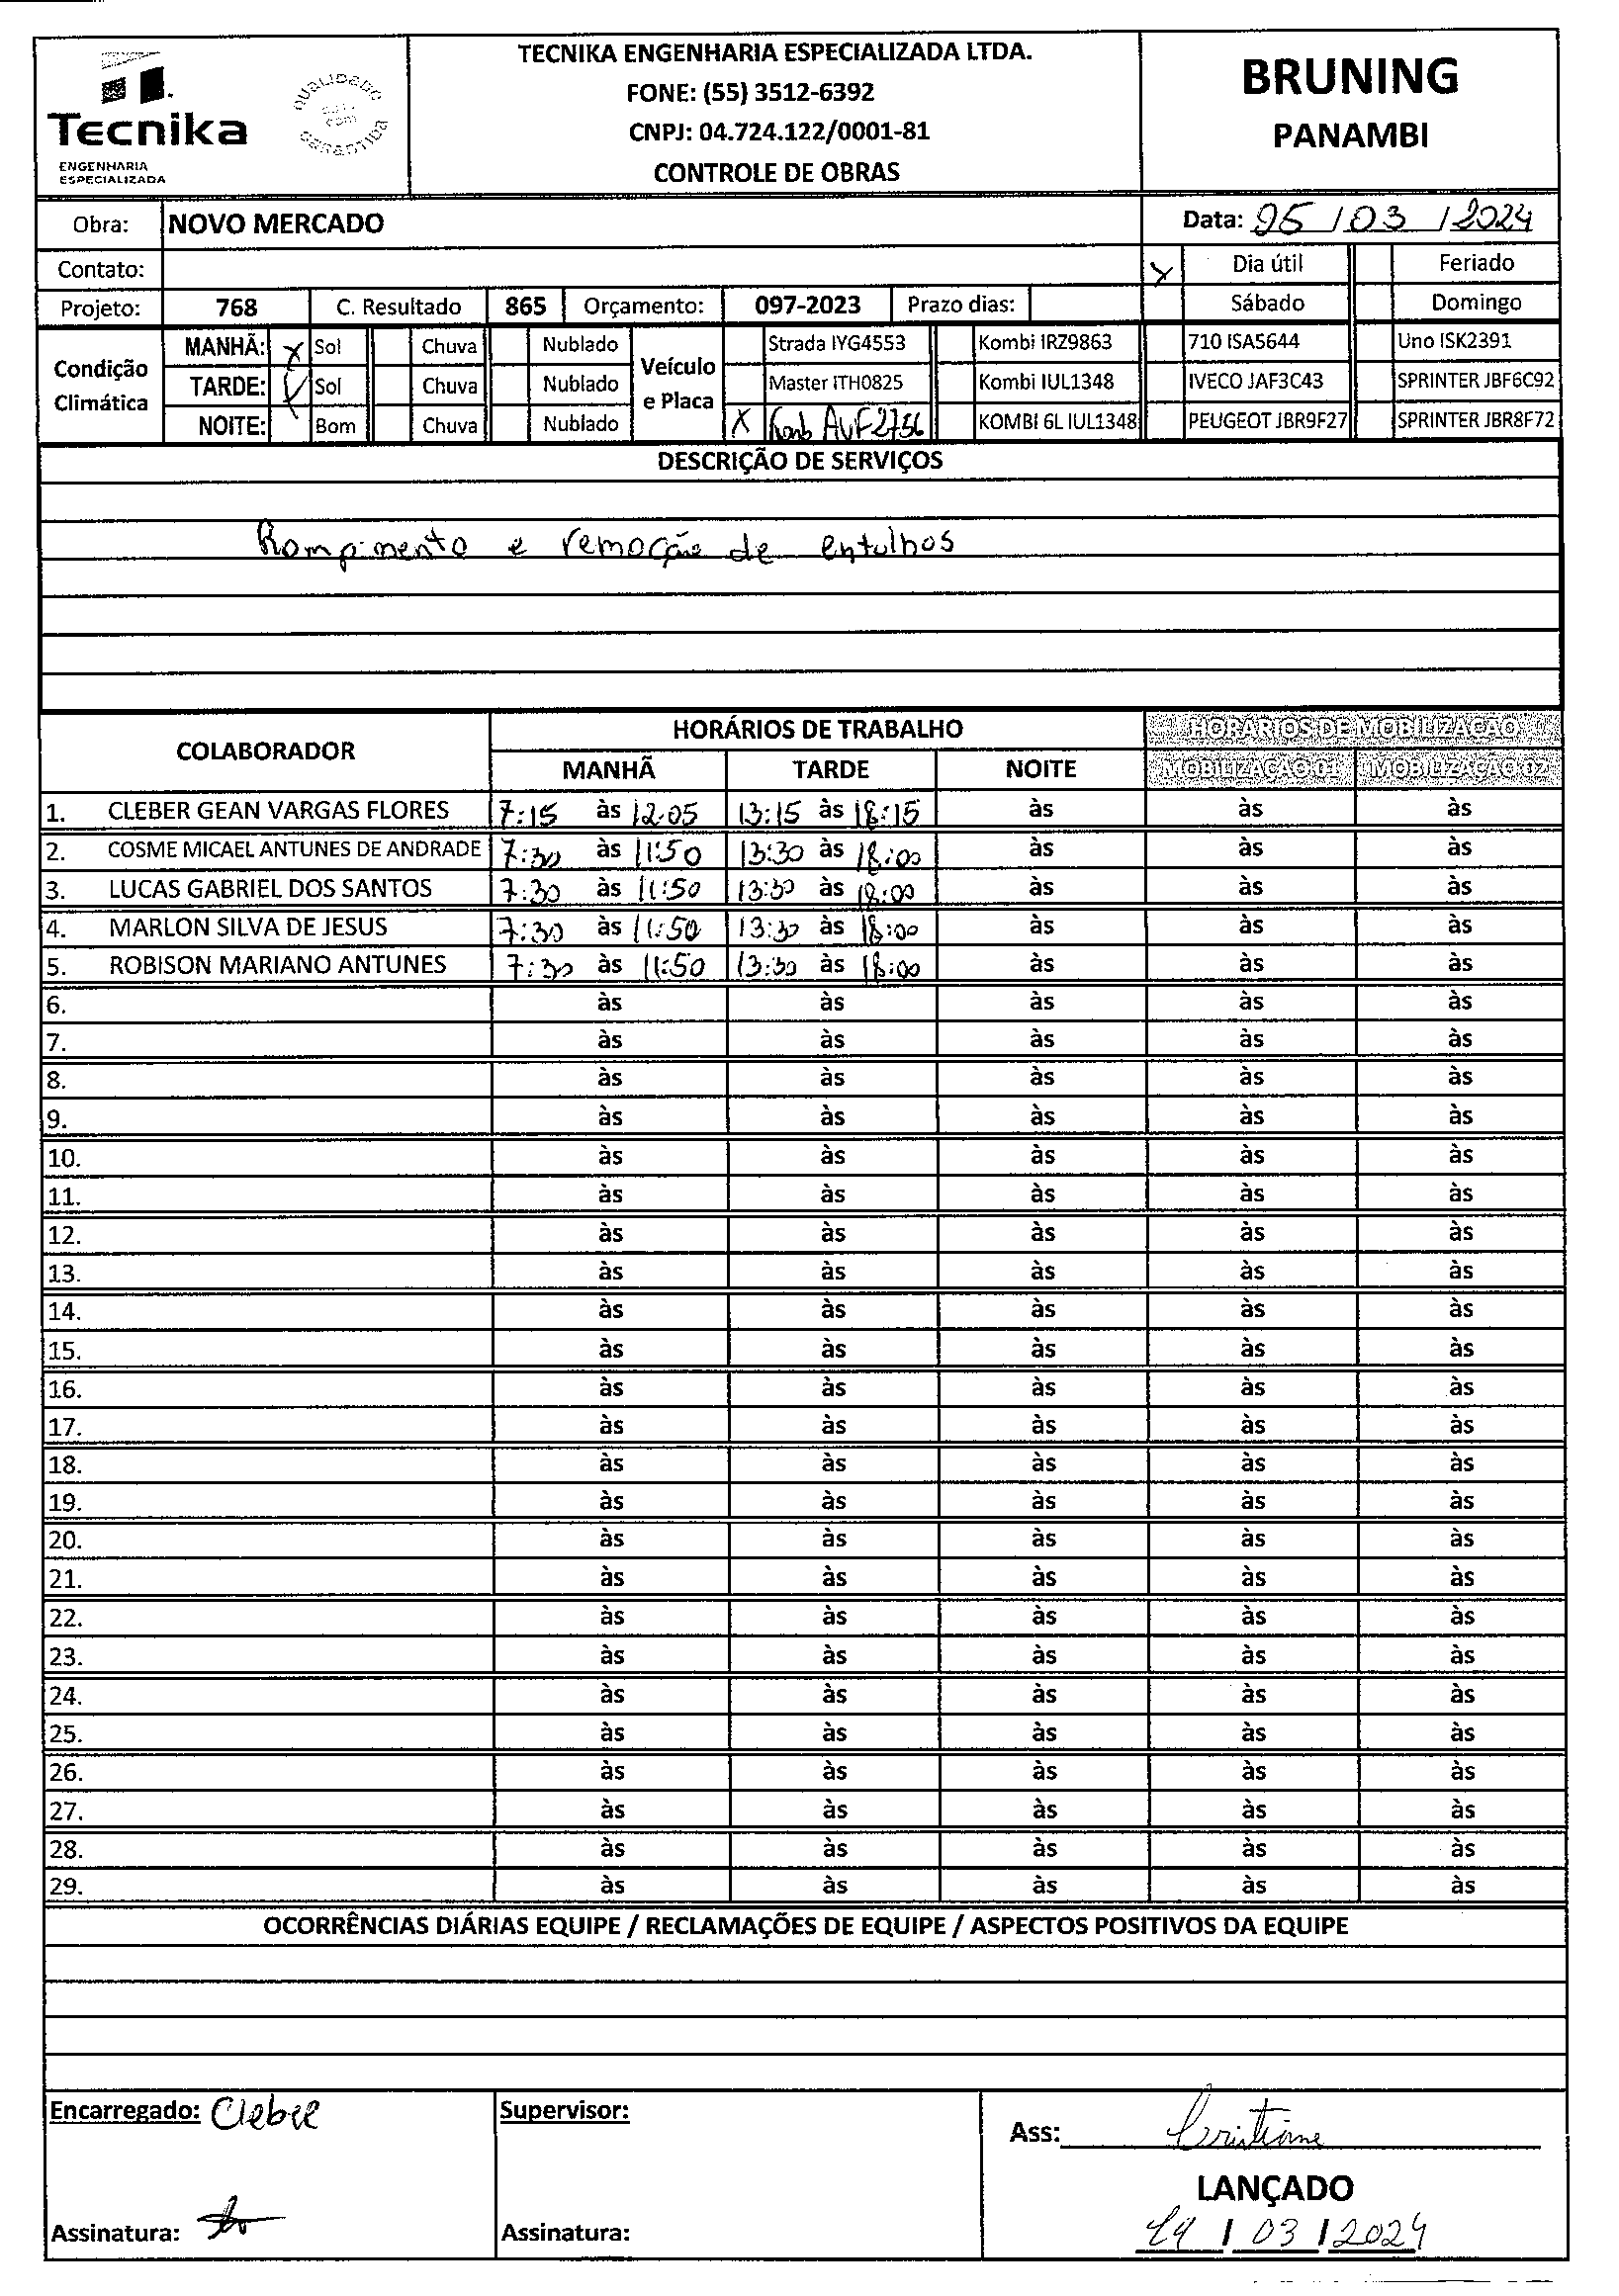 Tecnika
ENGENHARIA
ESPECIALIZADA
QUALIDADE
com
GARANTIDA
TECNIKA ENGENHARIA ESPECIALIZADA LTDA.
FONE: (55) 3512-6392
CNPJ: 04.724.122/0001-81
CONTROLE DE OBRAS
BRUNING
PANAMBI
Obra: NOVO MERCADO Data: 05/03/2024
Contato: X Dia útil Feriado
Projeto: 768 C. Resultado 865 Orçamento: 097-2023 Prazo dias: Sábado Domingo
Condição Climática
MANHÃ: X Sol Chuva Nublado
TARDE: X Sol Chuva Nublado
NOITE: Bom Chuva Nublado
Veículo e Placa
Strada IYG4553 Kombi IRZ9863 710 ISA5644 Uno ISK2391
Master ITH0825 Kombi IUL1348 IVECO JAF3C43 SPRINTER JBF6C92
X Komb AVF2756 KOMBI 6L IUL1348 PEUGEOT JBR9F27 SPRINTER JBR8F72
DESCRIÇÃO DE SERVIÇOS
Rompimento e remoção de entulhos
COLABORADOR HORÁRIOS DE TRABALHO HORÁRIOS DE MOBILIZAÇÃO
MANHÃ TARDE NOITE MOBILIZAÇÃO 01 MOBILIZAÇÃO 02
1. CLEBER GEAN VARGAS FLORES 7:15 às 12:05 13:15 às 18:15 às às às
2. COSME MICAEL ANTUNES DE ANDRADE 7:30 às 11:50 13:30 às 18:00 às às às
3. LUCAS GABRIEL DOS SANTOS 7:30 às 11:50 13:30 às 18:00 às às às
4. MARLON SILVA DE JESUS 7:30 às 11:50 13:30 às 18:00 às às às
5. ROBISON MARIANO ANTUNES 7:30 às 11:50 13:30 às 18:00 às às às
6. às às às às às
7. às às às às às
8. às às às às às
9. às às às às às
10. às às às às às
11. às às às às às
12. às às às às às
13. às às às às às
14. às às às às às
15. às às às às às
16. às às às às às
17. às às às às às
18. às às às às às
19. às às às às às
20. às às às às às
21. às às às às às
22. às às às às às
23. às às às às às
24. às às às às às
25. às às às às às
26. às às às às às
27. às às às às às
28. às às às às às
29. às às às às às
OCORRÊNCIAS DIÁRIAS EQUIPE / RECLAMAÇÕES DE EQUIPE / ASPECTOS POSITIVOS DA EQUIPE
Encarregado: Cleber
Supervisor:
Ass: Cristiane
LANÇADO
Assinatura:
Assinatura:
19/03/2024